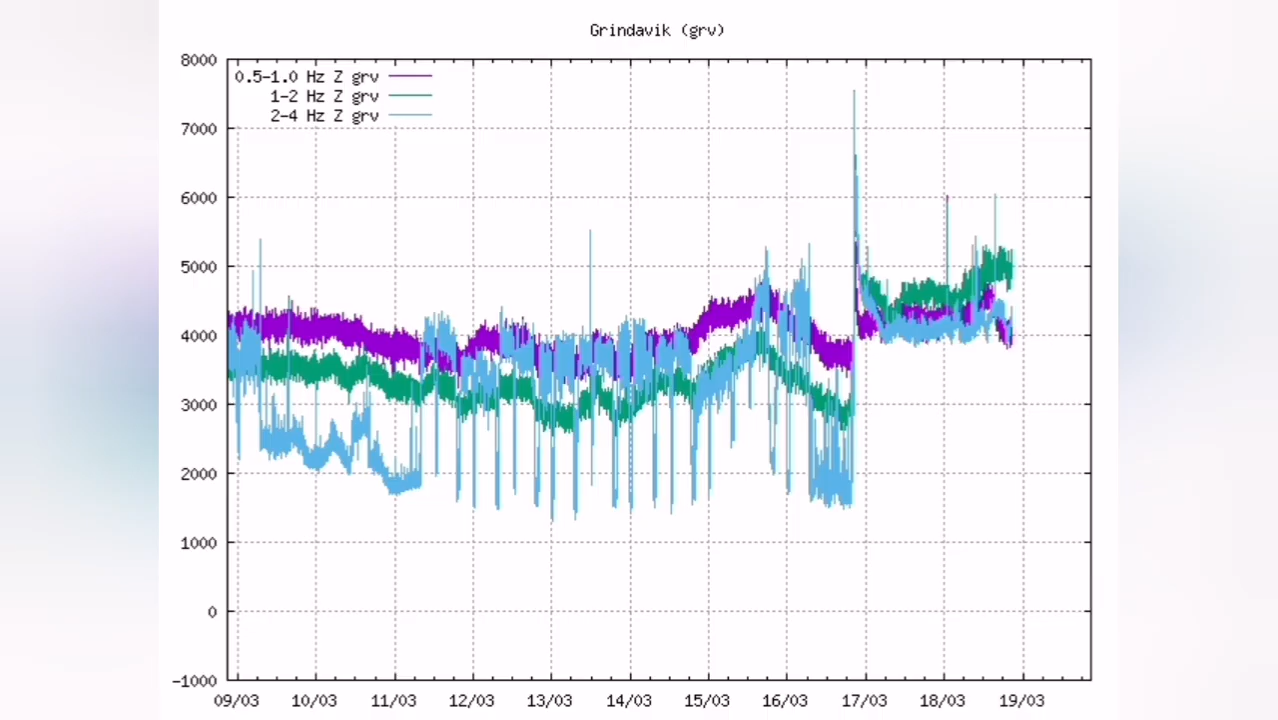 Grindavik (grv)
0.5-1.0 Hz Z grv
1-2 Hz Z grv
2-4 Hz Z grv
8000
7000
6000
5000
4000
3000
2000
1000
0
-1000
09/03 10/03 11/03 12/03 13/03 14/03 15/03 16/03 17/03 18/03 19/03